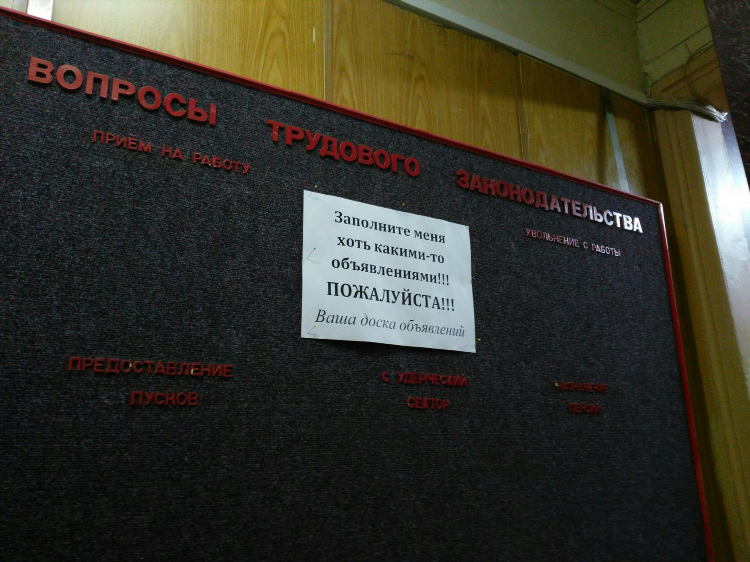 ВОПРОСЫ ТРУДОВОГО ЗАКОНОДАТЕЛЬСТВА
ПРИЁМ НА РАБОТУ
УВОЛЬНЕНИЕ С РАБОТЫ
Заполните меня
хоть какими-то
объявлениями!!!
ПОЖАЛУЙСТА!!!
Ваша доска объявлений
ПРЕДОСТАВЛЕНИЕ
ПУСКОВ
С УДЕНЧЕСКИЙ
СЕКТОР